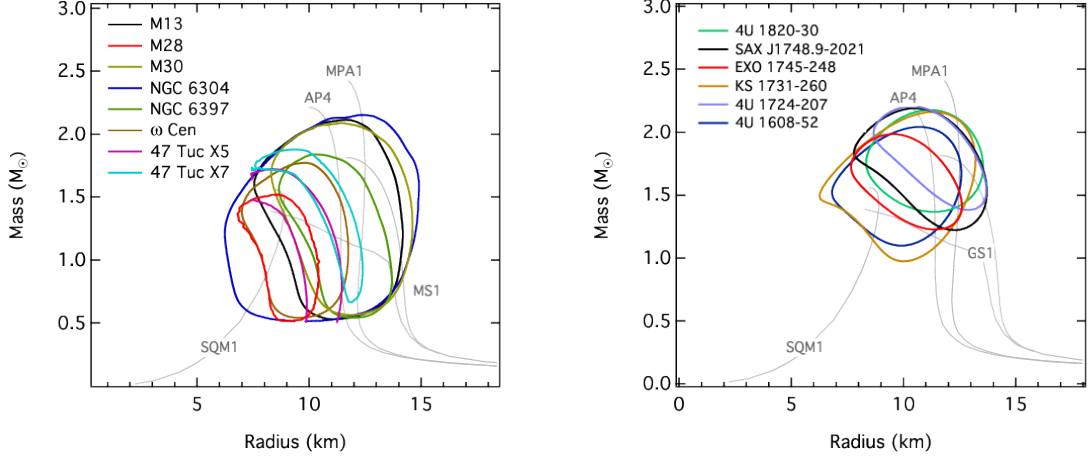 3.0
2.5
2.0
1.5
1.0
0.5
Mass (M☉)
5
10
15
Radius (km)
M13
M28
M30
NGC 6304
NGC 6397
ω Cen
47 Tuc X5
47 Tuc X7
MPA1
AP4
MS1
SQM1
3.0
2.5
2.0
1.5
1.0
0.5
0.0
Mass (M☉)
0
5
10
15
Radius (km)
4U 1820-30
SAX J1748.9-2021
EXO 1745-248
KS 1731-260
4U 1724-207
4U 1608-52
MPA1
AP4
GS1
SQM1